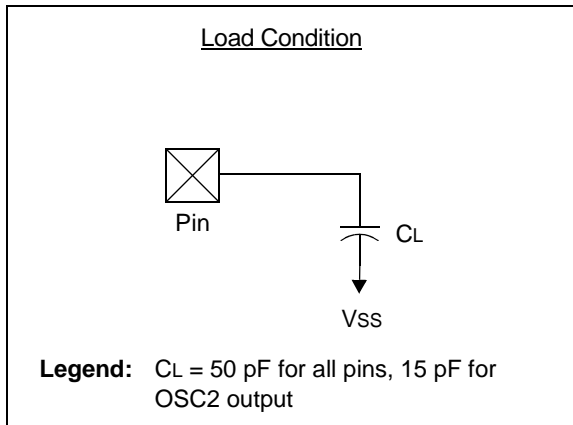 Load Condition
Pin
CL
VSS
Legend: CL = 50 pF for all pins, 15 pF for
OSC2 output